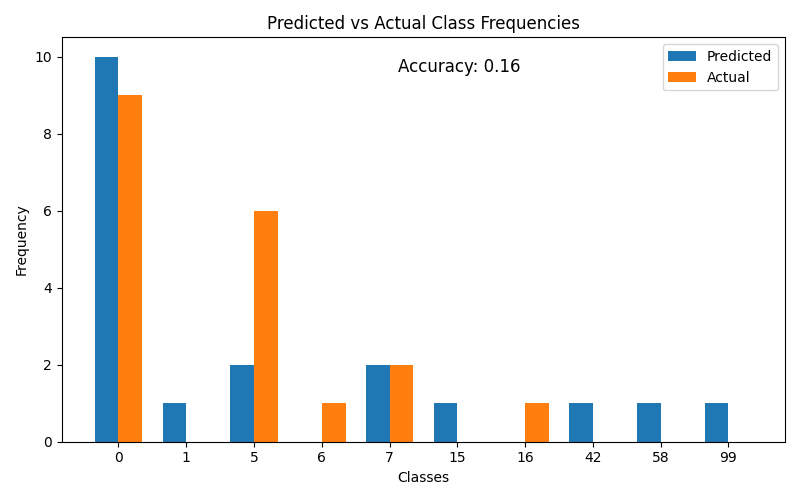 Predicted vs Actual Class Frequencies
Accuracy: 0.16
Predicted
Actual
10
8
6
4
2
0
Frequency
0 1 5 6 7 15 16 42 58 99
Classes